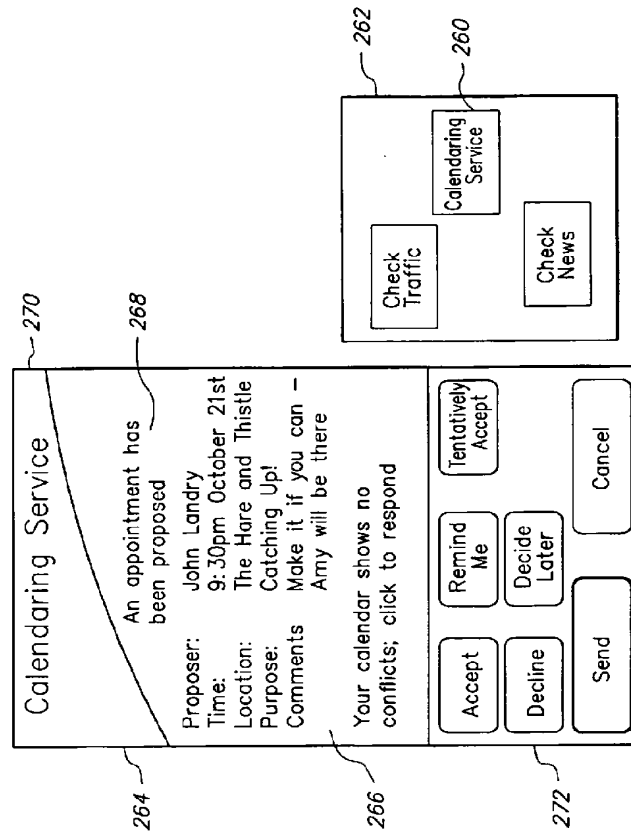 Calendaring Service
270
264
An appointment has
been proposed
268
Proposer: John Landry
Time: 9:30pm October 21st
Location: The Hare and Thistle
Purpose: Catching Up!
Comments Make it if you can –
Amy will be there
266
Your calendar shows no
conflicts; click to respond
Accept
Remind
Me
Tentatively
Accept
Decline
Decide
Later
Send
Cancel
272
262
Check
Traffic
Calendaring
Service
260
Check
News